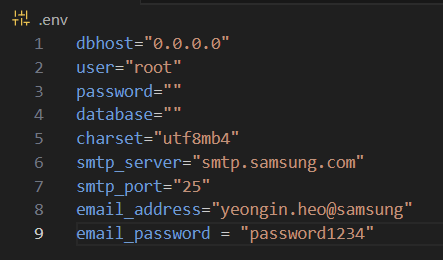 .env
1 dbhost="0.0.0.0"
2 user="root"
3 password=""
4 database=""
5 charset="utf8mb4"
6 smtp_server="smtp.samsung.com"
7 smtp_port="25"
8 email_address="yeongin.heo@samsung"
9 email_password = "password1234"